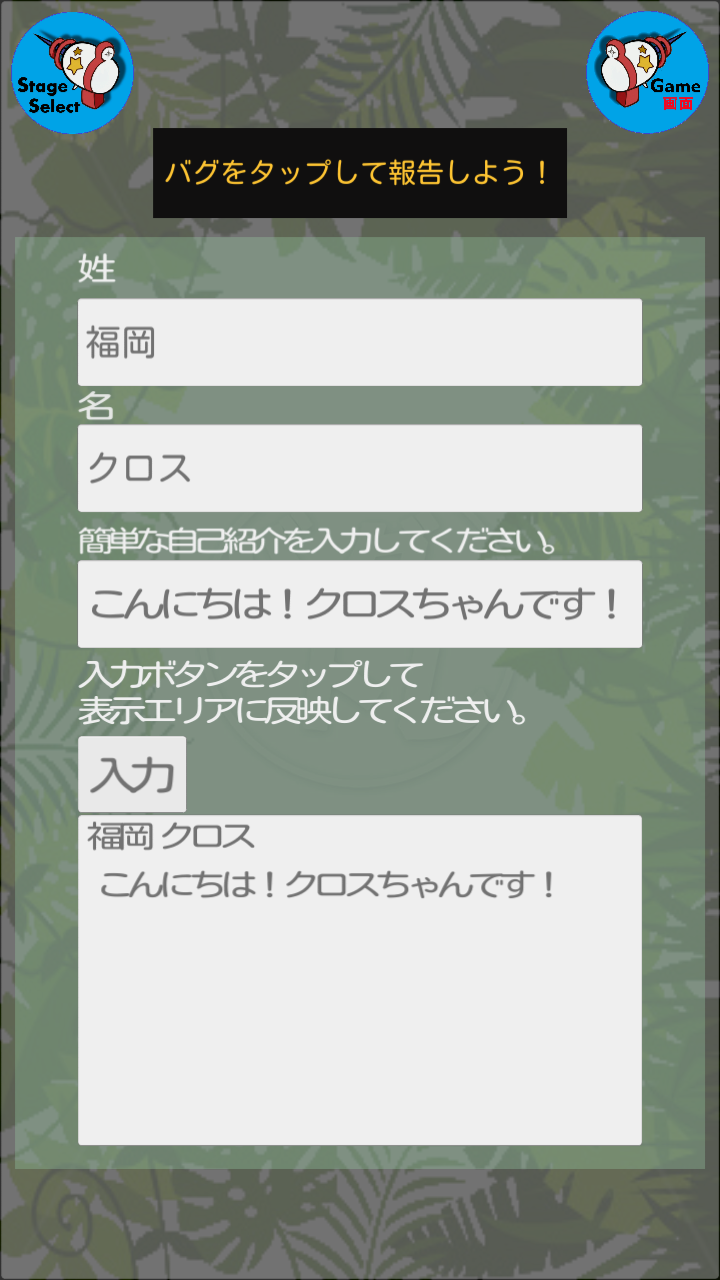 Stage
Select
Game
画面
バグをタップして報告しよう！
姓
福岡
名
クロス
簡単な自己紹介を入力してください。
こんにちは！クロスちゃんです！
入力ボタンをタップして
表示エリアに反映してください。
入力
福岡 クロス
こんにちは！クロスちゃんです！